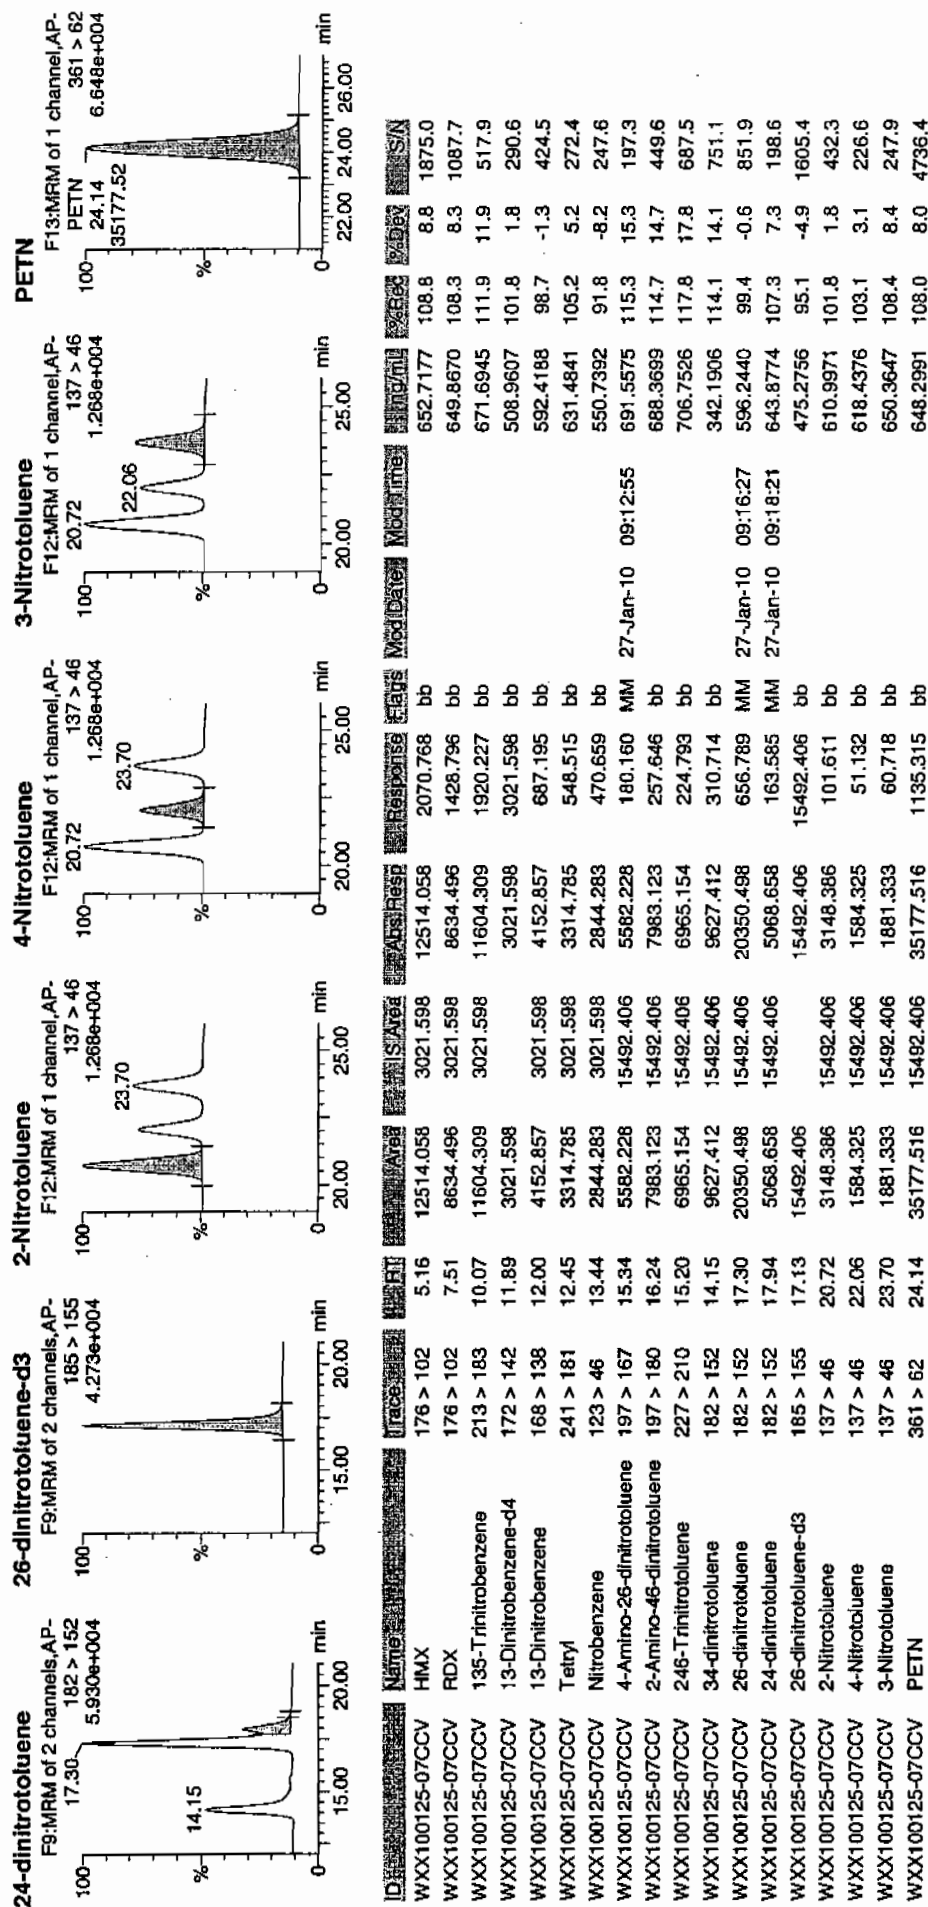 24-dinitrotoluene
F9:MRM of 2 channels,AP-
17.30 182 > 152
5.930e+004
100
14.15
%
0
15.00 20.00 min
26-dinitrotoluene-d3
F9:MRM of 2 channels,AP-
185 > 155
4.273e+004
100
%
0
15.00 20.00 min
2-Nitrotoluene
F12:MRM of 1 channel,AP-
137 > 46
1.268e+004
100
23.70
%
0
20.00 25.00 min
4-Nitrotoluene
F12:MRM of 1 channel,AP-
20.72 137 > 46
1.268e+004
100
23.70
%
0
20.00 25.00 min
3-Nitrotoluene
F12:MRM of 1 channel,AP-
20.72 137 > 46
1.268e+004
100
22.06
%
0
20.00 25.00 min
PETN
F13:MRM of 1 channel,AP-
PETN 361 > 62
24.14 6.648e+004
35177.52
100
%
0
22.00 24.00 26.00 min
ID Name Trace RT Area IS Area Abs Resp Response Flags Mod Date Mod Time ng/mL %Rec %Dev S/N
WXX100125-07CCV HMX 176 > 102 5.16 12514.058 3021.598 12514.058 2070.768 bb 652.7177 108.8 8.8 1875.0
WXX100125-07CCV RDX 176 > 102 7.51 8634.496 3021.598 8634.496 1428.796 bb 649.8670 108.3 8.3 1087.7
WXX100125-07CCV 135-Trinitrobenzene 213 > 183 10.07 11604.309 3021.598 11604.309 1920.227 bb 671.6945 111.9 11.9 517.9
WXX100125-07CCV 13-Dinitrobenzene-d4 172 > 142 11.89 3021.598 3021.598 3021.598 bb 508.9607 101.8 1.8 290.6
WXX100125-07CCV 13-Dinitrobenzene 168 > 138 12.00 4152.857 3021.598 4152.857 687.195 bb 592.4188 98.7 -1.3 424.5
WXX100125-07CCV Tetryl 241 > 181 12.45 3314.785 3021.598 3314.785 548.515 bb 631.4841 105.2 5.2 272.4
WXX100125-07CCV Nitrobenzene 123 > 46 13.44 2844.283 3021.598 2844.283 470.659 bb 550.7392 91.8 -8.2 247.6
WXX100125-07CCV 4-Amino-26-dinitrotoluene 197 > 167 15.34 5582.228 15492.406 5582.228 180.160 MM 27-Jan-10 09:12:55 691.5575 115.3 15.3 197.3
WXX100125-07CCV 2-Amino-46-dinitrotoluene 197 > 180 16.24 7983.123 15492.406 7983.123 257.646 bb 688.3699 114.7 14.7 449.6
WXX100125-07CCV 246-Trinitrotoluene 227 > 210 15.20 6965.154 15492.406 6965.154 224.793 bb 706.7526 117.8 17.8 687.5
WXX100125-07CCV 34-dinitrotoluene 182 > 152 14.15 9627.412 15492.406 9627.412 310.714 bb 342.1906 114.1 14.1 751.1
WXX100125-07CCV 26-dinitrotoluene 182 > 152 17.30 20350.498 15492.406 20350.498 656.789 MM 27-Jan-10 09:16:27 596.2440 99.4 -0.6 851.9
WXX100125-07CCV 24-dinitrotoluene 182 > 152 17.94 5068.658 15492.406 5068.658 163.585 MM 27-Jan-10 09:18:21 643.8774 107.3 7.3 198.6
WXX100125-07CCV 26-dinitrotoluene-d3 185 > 155 17.13 15492.406 15492.406 15492.406 bb 475.2756 95.1 -4.9 1605.4
WXX100125-07CCV 2-Nitrotoluene 137 > 46 20.72 3148.386 15492.406 3148.386 101.611 bb 610.9971 101.8 1.8 432.3
WXX100125-07CCV 4-Nitrotoluene 137 > 46 22.06 1584.325 15492.406 1584.325 51.132 bb 618.4376 103.1 3.1 226.6
WXX100125-07CCV 3-Nitrotoluene 137 > 46 23.70 1881.333 15492.406 1881.333 60.718 bb 650.3647 108.4 8.4 247.9
WXX100125-07CCV PETN 361 > 62 24.14 35177.516 15492.406 35177.516 1135.315 bb 648.2991 108.0 8.0 4736.4